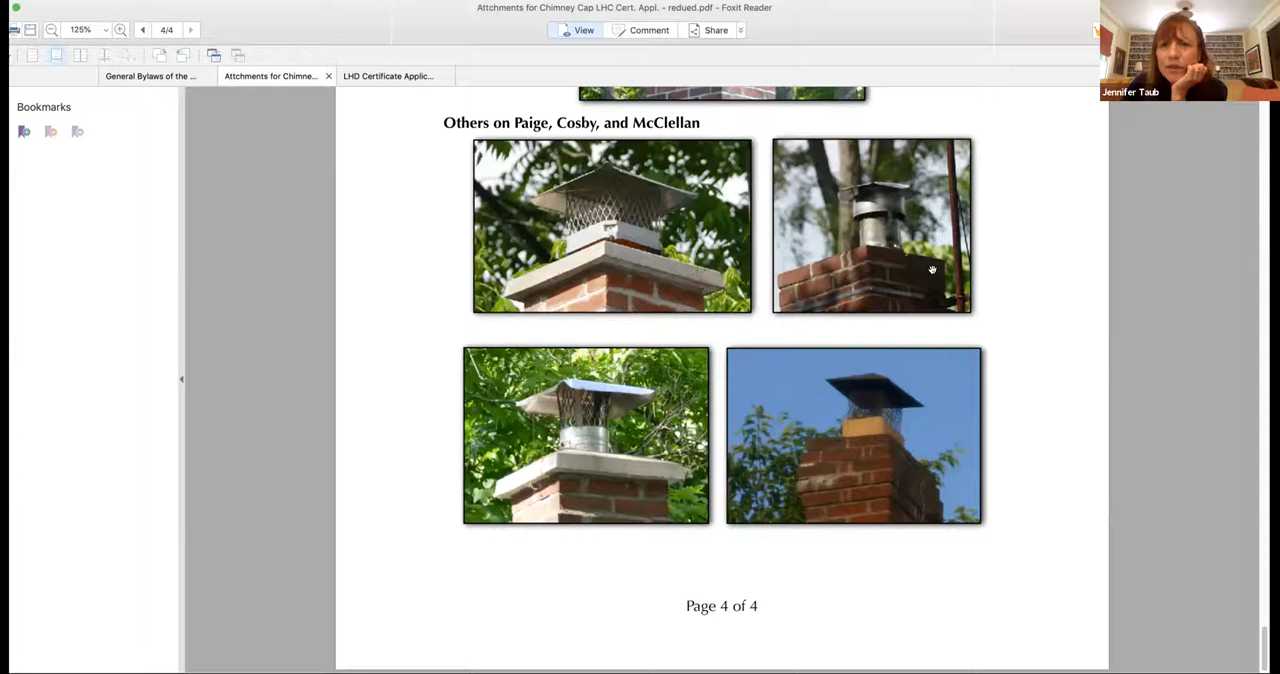 Attchments for Chimney Cap LHC Cert. Appl. - redued.pdf - Foxit Reader
125% 4/4 View Comment Share
General Bylaws of the ... Attchments for Chimne... LHD Certificate Applic...
Bookmarks
Jennifer Taub
Others on Paige, Cosby, and McClellan
Page 4 of 4